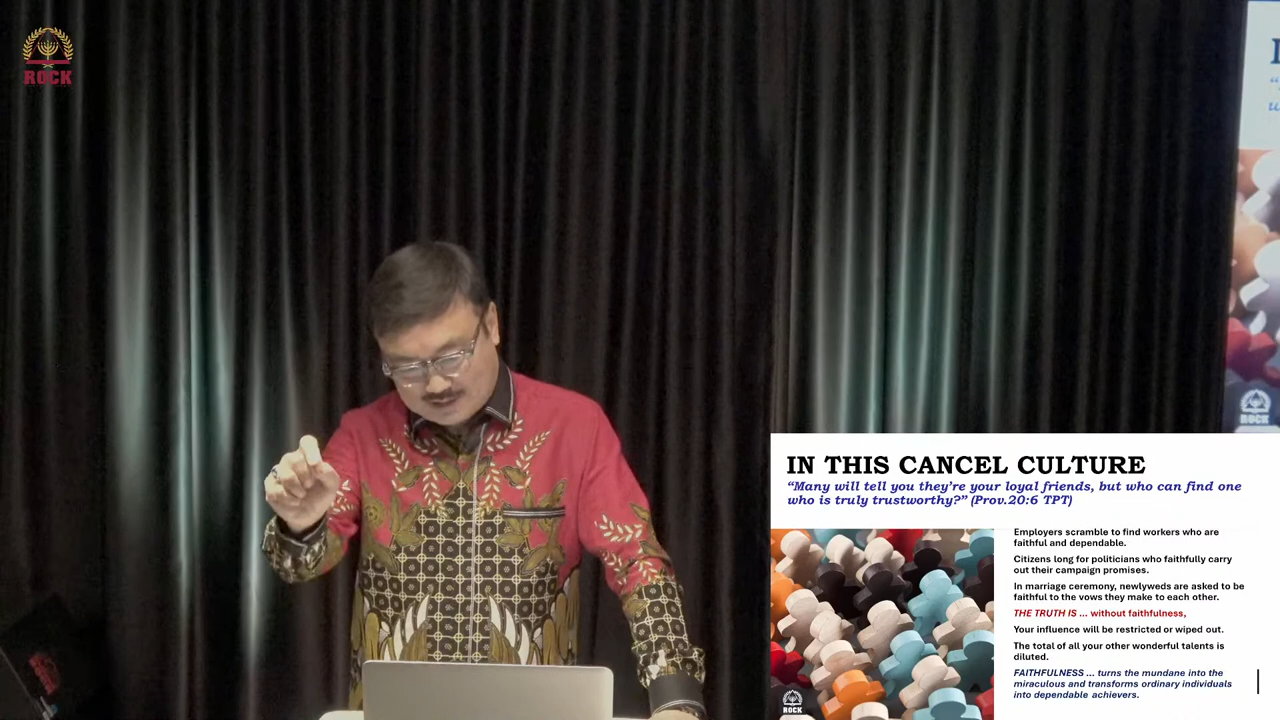 ROCK
IN THIS CANCEL CULTURE
“Many will tell you they’re your loyal friends, but who can find one
who is truly trustworthy?” (Prov.20:6 TPT)
Employers scramble to find workers who are
faithful and dependable.
Citizens long for politicians who faithfully carry
out their campaign promises.
In marriage ceremony, newlyweds are asked to be
faithful to the vows they make to each other.
THE TRUTH IS ... without faithfulness,
Your influence will be restricted or wiped out.
The total of all your other wonderful talents is
diluted.
FAITHFULNESS ... turns the mundane into the
miraculous and transforms ordinary individuals
into dependable achievers.
ROCK
ROCK